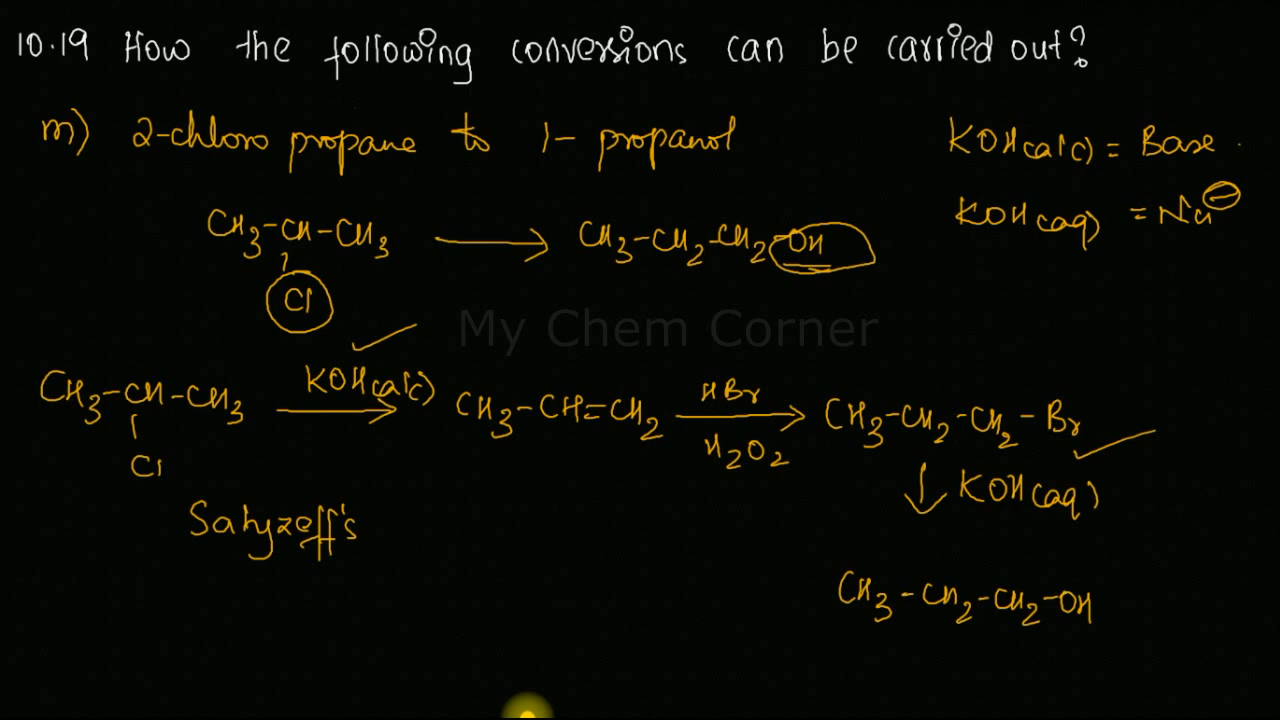 10.19 How the following conversions can be carried out?
m) 2-chloro propane to 1-propanol
KOH(alc) = Base
KOH(aq) = Nu⊖
CH3-CH-CH3 → CH3-CH2-CH2-OH
Cl
My Chem Corner
CH3-CH-CH3 KOH(alc) → CH3-CH=CH2 HBr → CH3-CH2-CH2-Br
H2O2
Cl
↓ KOH(aq)
Satyzeff's
CH3-CH2-CH2-OH